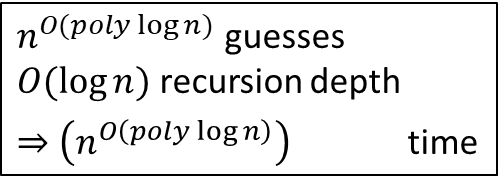 n^{O(poly log n)} guesses
O(log n) recursion depth
⇒ (n^{O(poly log n)}) time